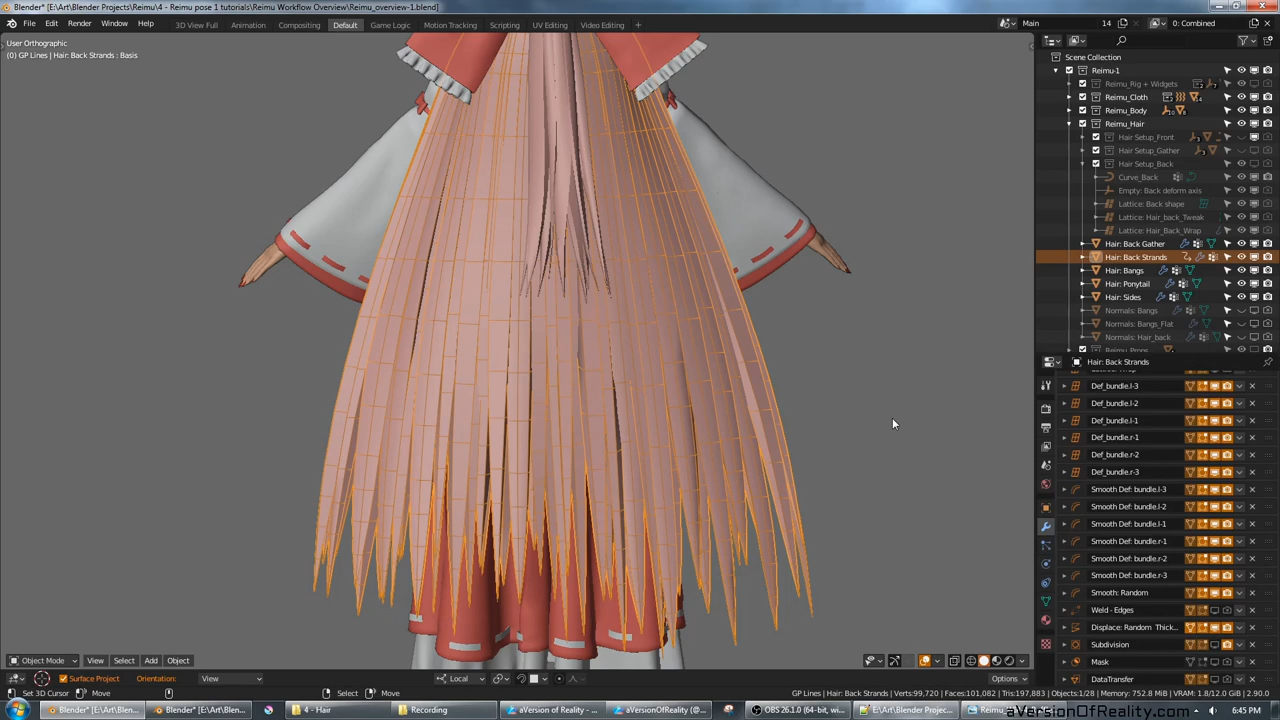 Blender* [E:\Art\Blender Projects\Reimu\4 - Reimu pose 1 tutorials\Reimu Workflow Overview\Reimu_overview-1.blend]
File Edit Render Window Help
3D View Full Animation Compositing Default Game Logic Motion Tracking Scripting UV Editing Video Editing +
Main 14 0: Combined
User Orthographic
(0) GP Lines | Hair: Back Strands : Basis
Scene Collection
Reimu-1
Reimu_Rig + Widgets
Reimu_Cloth
Reimu_Body
Reimu_Hair
Hair Setup_Front
Hair Setup_Gather
Hair Setup_Back
Curve_Back
Empty: Back deform axis
Lattice: Back shape
Lattice: Hair_back_Tweak
Lattice: Hair_Back_Wrap
Hair: Back Gather
Hair: Back Strands
Hair: Bangs
Hair: Ponytail
Hair: Sides
Normals: Bangs
Normals: Bangs_Flat
Normals: Hair_back
Reimu_Props
Hair: Back Strands
Def_bundle.l-3
Def_bundle.l-2
Def_bundle.l-1
Def_bundle.r-1
Def_bundle.r-2
Def_bundle.r-3
Smooth Def: bundle.l-3
Smooth Def: bundle.l-2
Smooth Def: bundle.l-1
Smooth Def: bundle.r-1
Smooth Def: bundle.r-2
Smooth Def: bundle.r-3
Smooth: Random
Weld - Edges
Displace: Random Thick..
Subdivision
Mask
DataTransfer
Object Mode View Select Add Object
Surface Project Orientation: View Local Options
Set 3D Cursor Move Select Move
GP Lines | Hair: Back Strands | Verts:99,720 | Faces:101,082 | Tris:197,883 | Objects:1/28 | Memory: 752.8 MiB | VRAM: 1.8/12.0 GiB | 2.90.0
Blender* [E:\Art\Blen... Blender* [E:\Art\Blen... 4 - Hair Recording aVersion of Reality - ... aVersionOfReality (@... OBS 26.1.0 (64-bit, wi... E:\Art\Blender Projec... 6:45 PM
aVersionOfReality.com